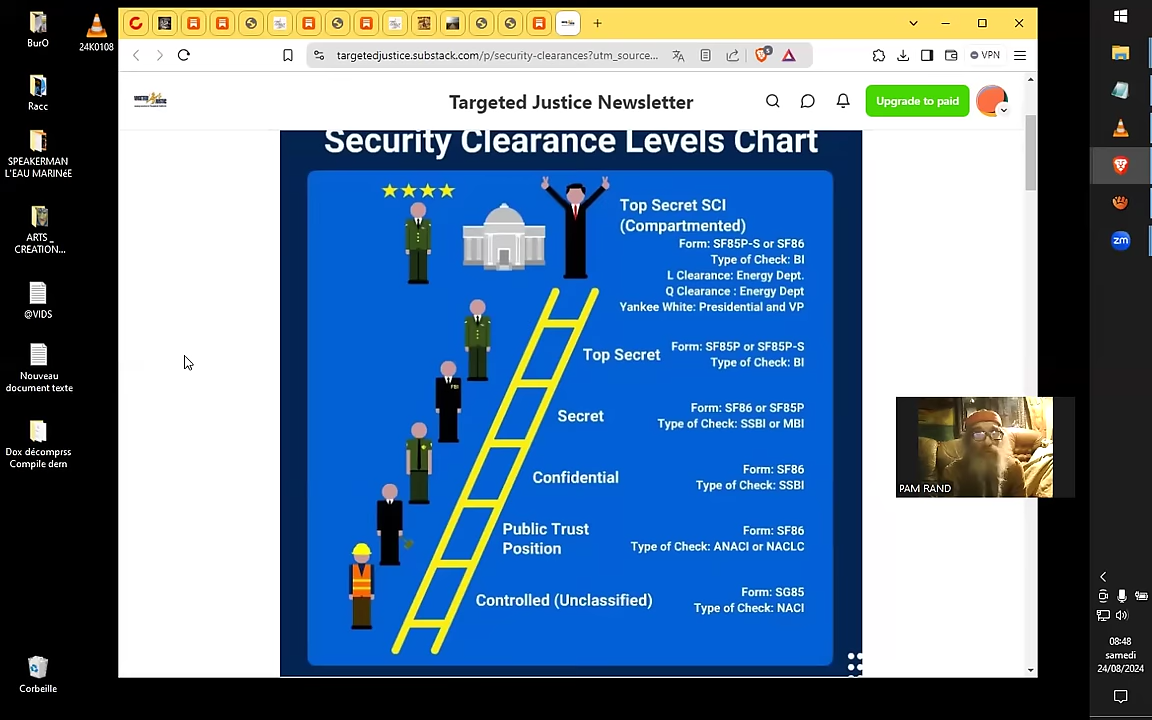 BurO
24K0108
Racc
SPEAKERMAN
L'EAU MARINéE
ARTS _
CREATION...
@VIDS
Nouveau
document texte
Dox décomprss
Compile dern
Corbeille
targetedjustice.substack.com/p/security-clearances?utm_source...
5
VPN
Targeted Justice Newsletter
Upgrade to paid
Security Clearance Levels Chart
Top Secret SCI
(Compartmented)
Form: SF85P-S or SF86
Type of Check: BI
L Clearance: Energy Dept.
Q Clearance : Energy Dept
Yankee White: Presidential and VP
Top Secret
Form: SF85P or SF85P-S
Type of Check: BI
FBI
Secret
Form: SF86 or SF85P
Type of Check: SSBI or MBI
Confidential
Form: SF86
Type of Check: SSBI
Public Trust
Position
Form: SF86
Type of Check: ANACI or NACLC
Controlled (Unclassified)
Form: SG85
Type of Check: NACI
PAM RAND
zm
08:48
samedi
24/08/2024